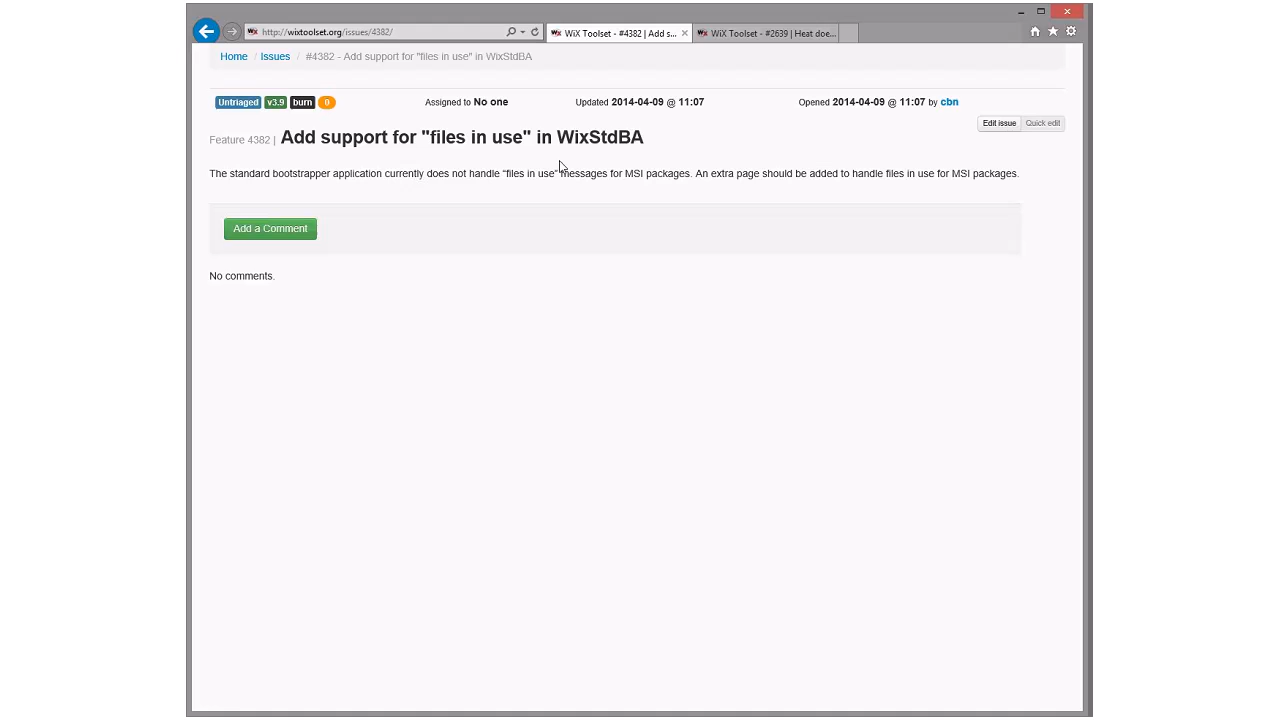 http://wixtoolset.org/issues/4382/
WiX Toolset - #4382 | Add s...
WiX Toolset - #2639 | Heat doe...
Home / Issues / #4382 - Add support for "files in use" in WixStdBA
Untriaged v3.9 burn 0 Assigned to No one Updated 2014-04-09 @ 11:07 Opened 2014-04-09 @ 11:07 by cbn
Edit issue Quick edit
Feature 4382 | Add support for "files in use" in WixStdBA
The standard bootstrapper application currently does not handle "files in use" messages for MSI packages. An extra page should be added to handle files in use for MSI packages.
Add a Comment
No comments.